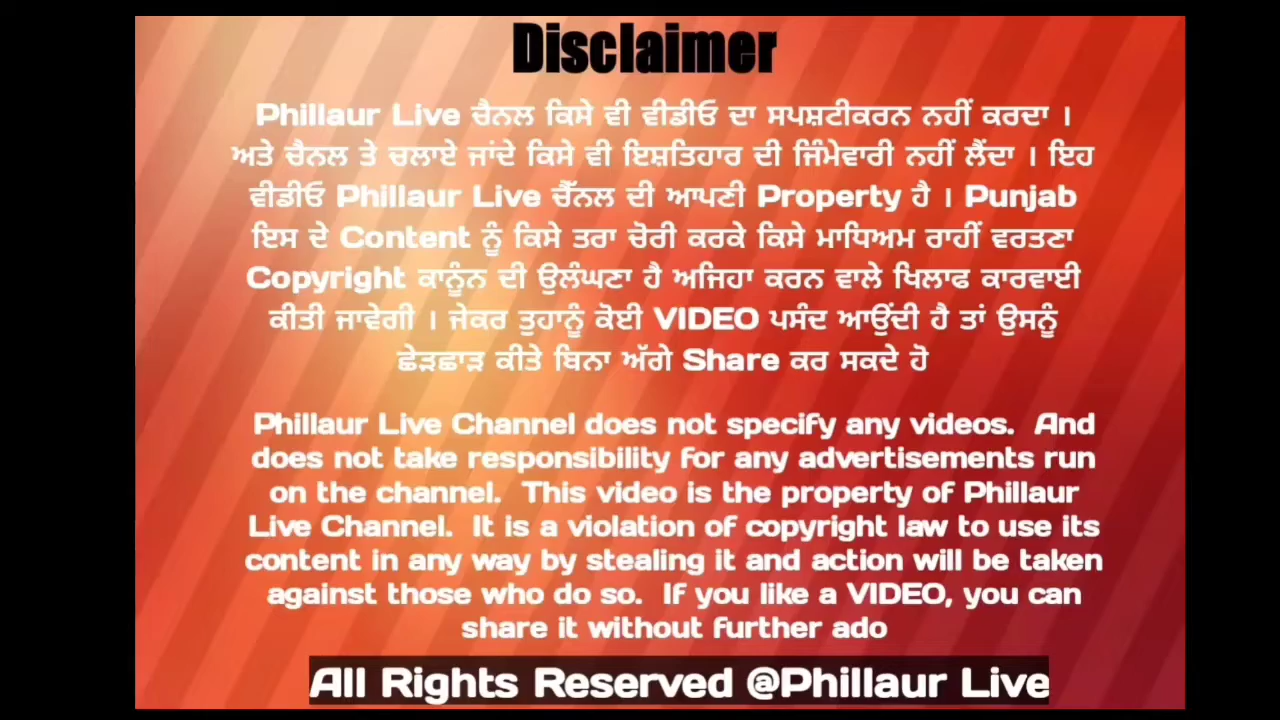 Disclaimer
Phillaur Live ਚੈਨਲ ਕਿਸੇ ਵੀ ਵੀਡੀਓ ਦਾ ਸਪਸ਼ਟੀਕਰਨ ਨਹੀਂ ਕਰਦਾ ।
ਅਤੇ ਚੈਨਲ ਤੇ ਚਲਾਏ ਜਾਂਦੇ ਕਿਸੇ ਵੀ ਇਸ਼ਤਿਹਾਰ ਦੀ ਜਿੰਮੇਵਾਰੀ ਨਹੀਂ ਲੈਂਦਾ । ਇਹ
ਵੀਡੀਓ Phillaur Live ਚੈੱਨਲ ਦੀ ਆਪਣੀ Property ਹੈ । Punjab
ਇਸ ਦੇ Content ਨੂੰ ਕਿਸੇ ਤਰਾ ਚੋਰੀ ਕਰਕੇ ਕਿਸੇ ਮਾਧਿਅਮ ਰਾਹੀਂ ਵਰਤਣਾ
Copyright ਕਾਨੂੰਨ ਦੀ ਉਲੰਘਣਾ ਹੈ ਅਜਿਹਾ ਕਰਨ ਵਾਲੇ ਖਿਲਾਫ ਕਾਰਵਾਈ
ਕੀਤੀ ਜਾਵੇਗੀ । ਜੇਕਰ ਤੁਹਾਨੂੰ ਕੋਈ VIDEO ਪਸੰਦ ਆਉਂਦੀ ਹੈ ਤਾਂ ਉਸਨੂੰ
ਛੇੜਛਾੜ ਕੀਤੇ ਬਿਨਾ ਅੱਗੇ Share ਕਰ ਸਕਦੇ ਹੋ
Phillaur Live Channel does not specify any videos. And
does not take responsibility for any advertisements run
on the channel. This video is the property of Phillaur
Live Channel. It is a violation of copyright law to use its
content in any way by stealing it and action will be taken
against those who do so. If you like a VIDEO, you can
share it without further ado
All Rights Reserved @Phillaur Live